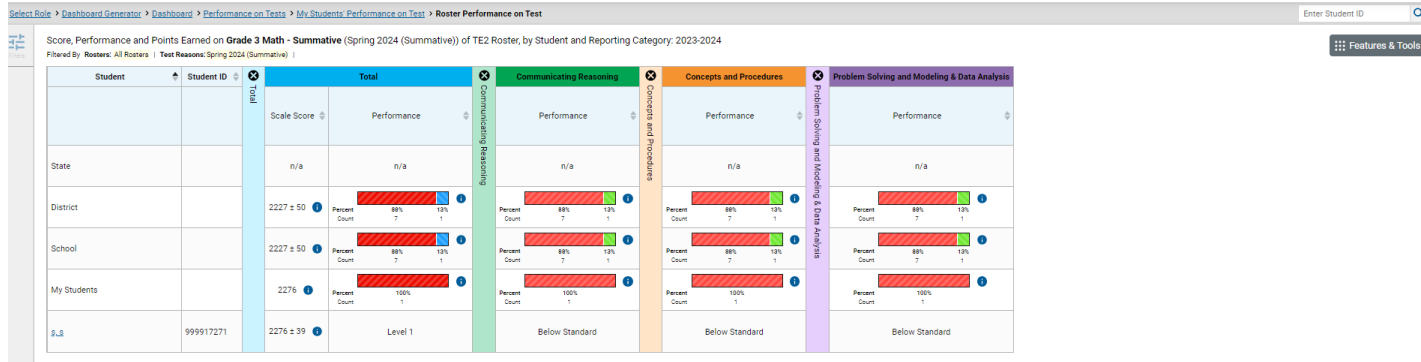 Select Role > Dashboard Generator > Dashboard > Performance on Tests > My Students' Performance on Test > Roster Performance on Test
Enter Student ID
Filters
Score, Performance and Points Earned on Grade 3 Math - Summative (Spring 2024 (Summative)) of TE2 Roster, by Student and Reporting Category: 2023-2024
Features & Tools
Filtered By Rosters: All Rosters | Test Reasons: Spring 2024 (Summative) |
Student Student ID Total Communicating Reasoning Concepts and Procedures Problem Solving and Modeling & Data Analysis
Total
Communicating Reasoning
Concepts and Procedures
Problem Solving and Modeling & Data Analysis
Scale Score Performance Performance Performance Performance
State n/a n/a n/a n/a n/a
District 2227 ± 50
Percent 88% 13% Percent 88% 13% Percent 88% 13% Percent 88% 13%
Count 7 1 Count 7 1 Count 7 1 Count 7 1
School 2227 ± 50
Percent 88% 13% Percent 88% 13% Percent 88% 13% Percent 88% 13%
Count 7 1 Count 7 1 Count 7 1 Count 7 1
My Students 2276
Percent 100% Percent 100% Percent 100% Percent 100%
Count 1 Count 1 Count 1 Count 1
s, s 999917271 2276 ± 39 Level 1 Below Standard Below Standard Below Standard